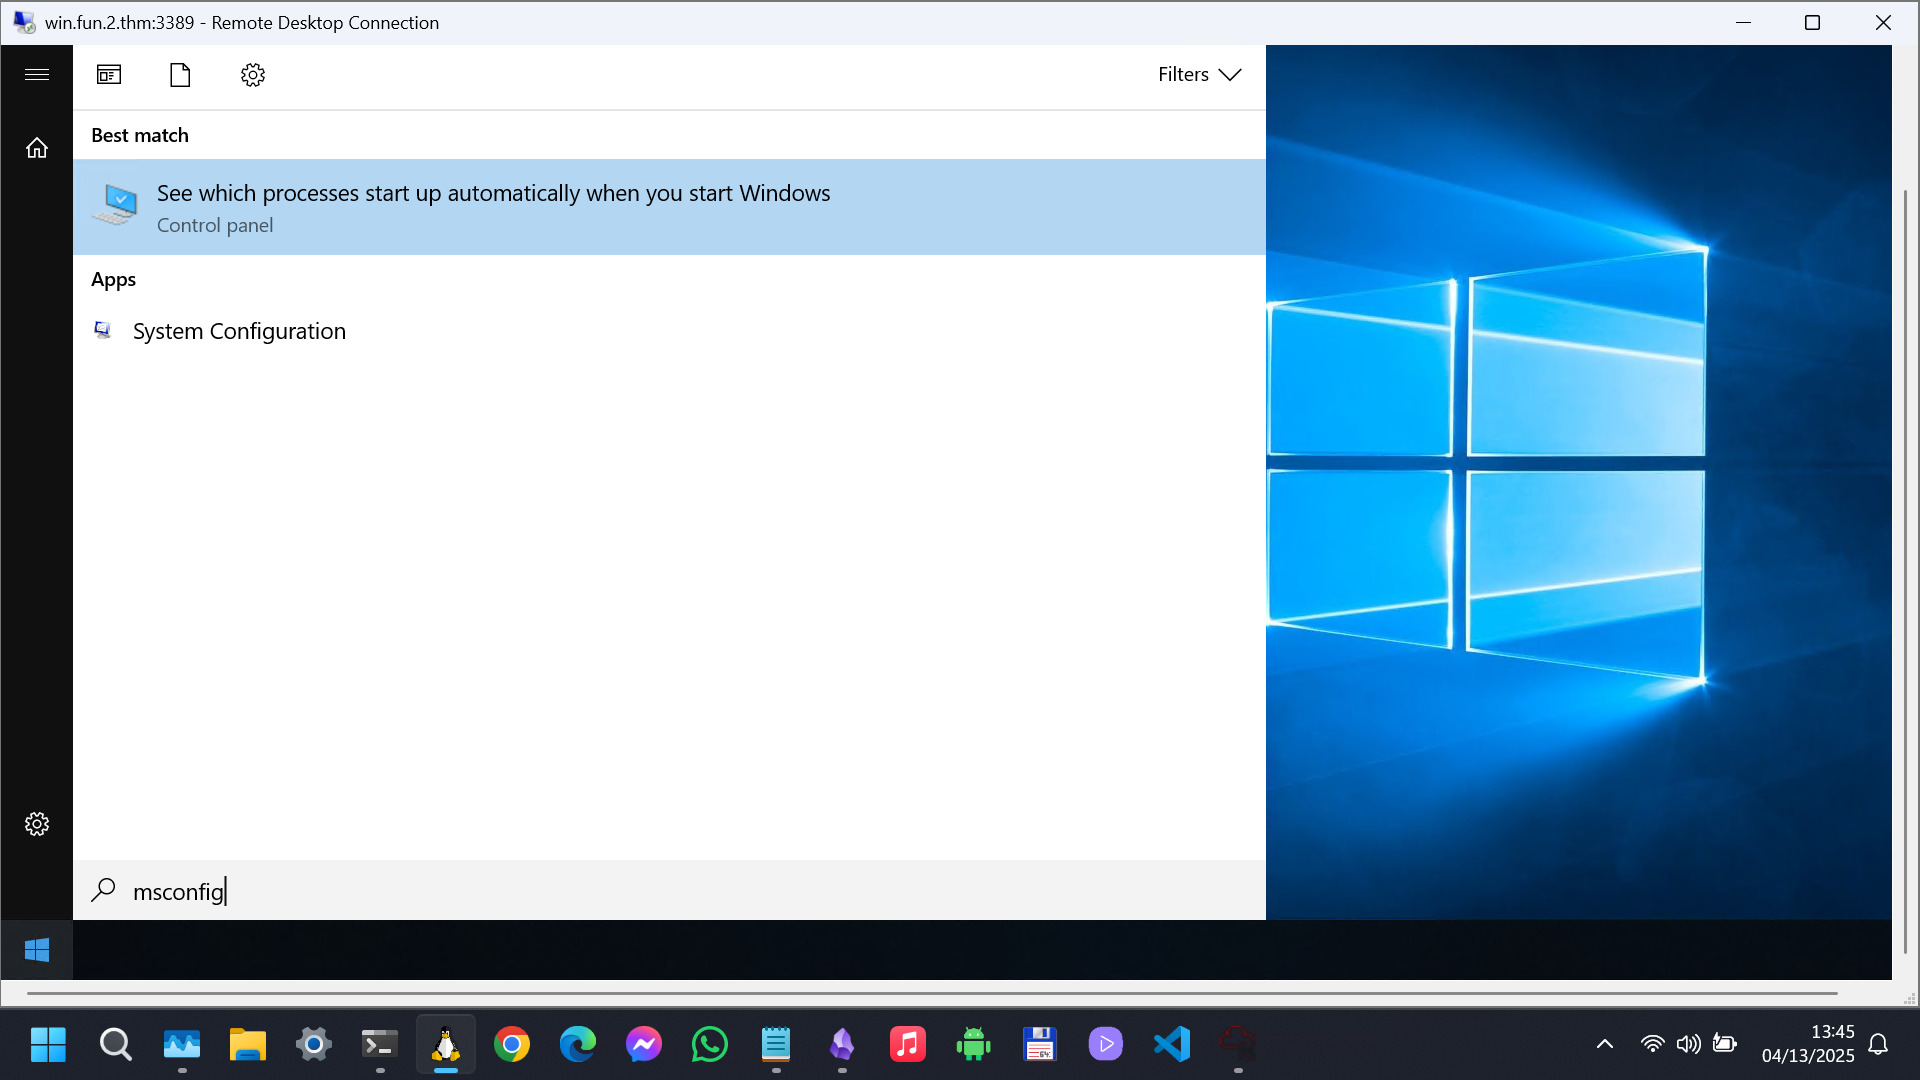 win.fun.2.thm:3389 - Remote Desktop Connection
Filters
Best match
See which processes start up automatically when you start Windows
Control panel
Apps
System Configuration
msconfig
64
13:45
04/13/2025